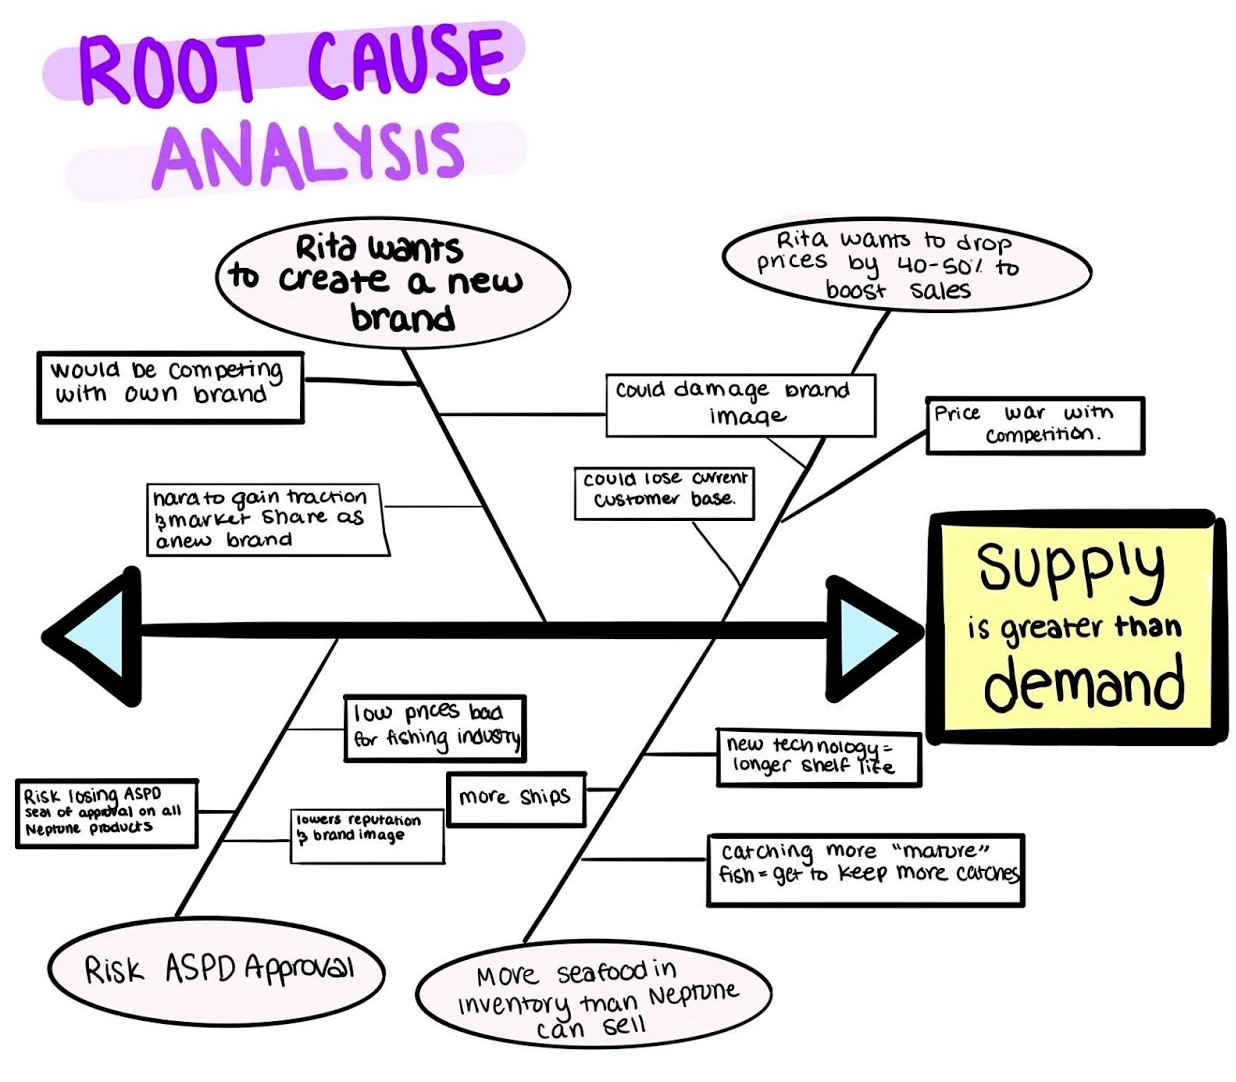 ROOT CAUSE
ANALYSIS
Rita wants
to create a new
brand
Rita wants to drop
prices by 40-50% to
boost sales
would be competing
with own brand
could damage brand
image
Price war with
competition.
could lose current
customer base.
hard to gain traction
& market share as
a new brand
supply
is greater than
demand
low prices bad
for fishing industry
new technology =
longer shelf life
Risk losing ASPD
seal of approval on all
Neptune products
more ships
lowers reputation
& brand image
catching more "mature"
fish = get to keep more catches
Risk ASPD Approval
More seafood in
inventory than Neptune
can sell